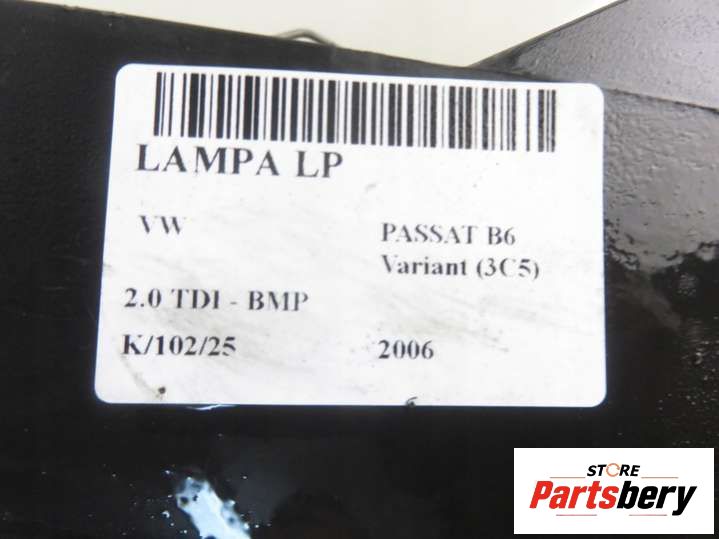 LAMPA LP
VW
PASSAT B6
Variant (3C5)
2.0 TDI - BMP
K/102/25
2006
STORE
Partsbery